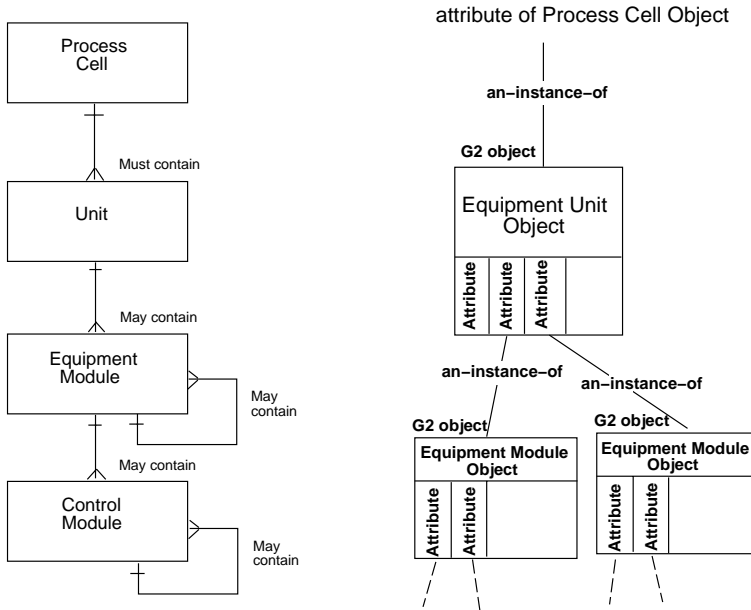 Process
Cell
Must contain
Unit
May contain
Equipment
Module
May
contain
May contain
Control
Module
May
contain
attribute of Process Cell Object
an-instance-of
G2 object
Equipment Unit
Object
Attribute
Attribute
Attribute
an-instance-of
an-instance-of
G2 object
Equipment Module
Object
Attribute
Attribute
G2 object
Equipment Module
Object
Attribute
Attribute